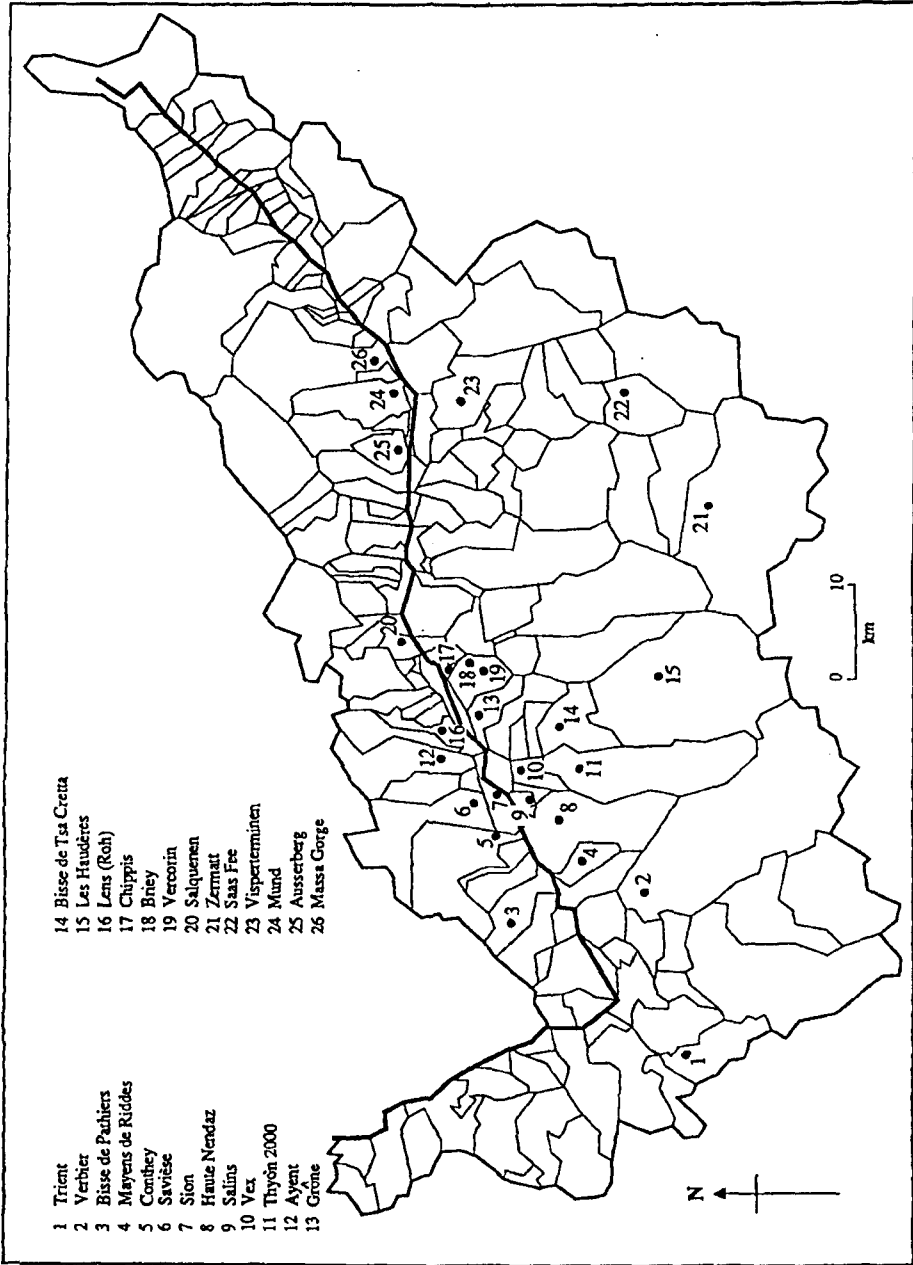 1 Trient
2 Verbier
3 Bisse de Pathiers
4 Mayens de Riddes
5 Conthey
6 Savièse
7 Sion
8 Haute Nendaz
9 Salins
10 Vex
11 Thyôn 2000
12 Ayent
13 Grône
14 Bisse de Tsa Cretta
15 Les Haudères
16 Lens (Roh)
17 Chippis
18 Briey
19 Vercorin
20 Salquenen
21 Zermatt
22 Saas Fee
23 Visperterminen
24 Mund
25 Ausserberg
26 Massa Gorge
26
24
25
23
22
21
20
17
18
19
16
13
12
14
15
10
11
6
7
9
5
8
4
3
2
1
0 10
km
N